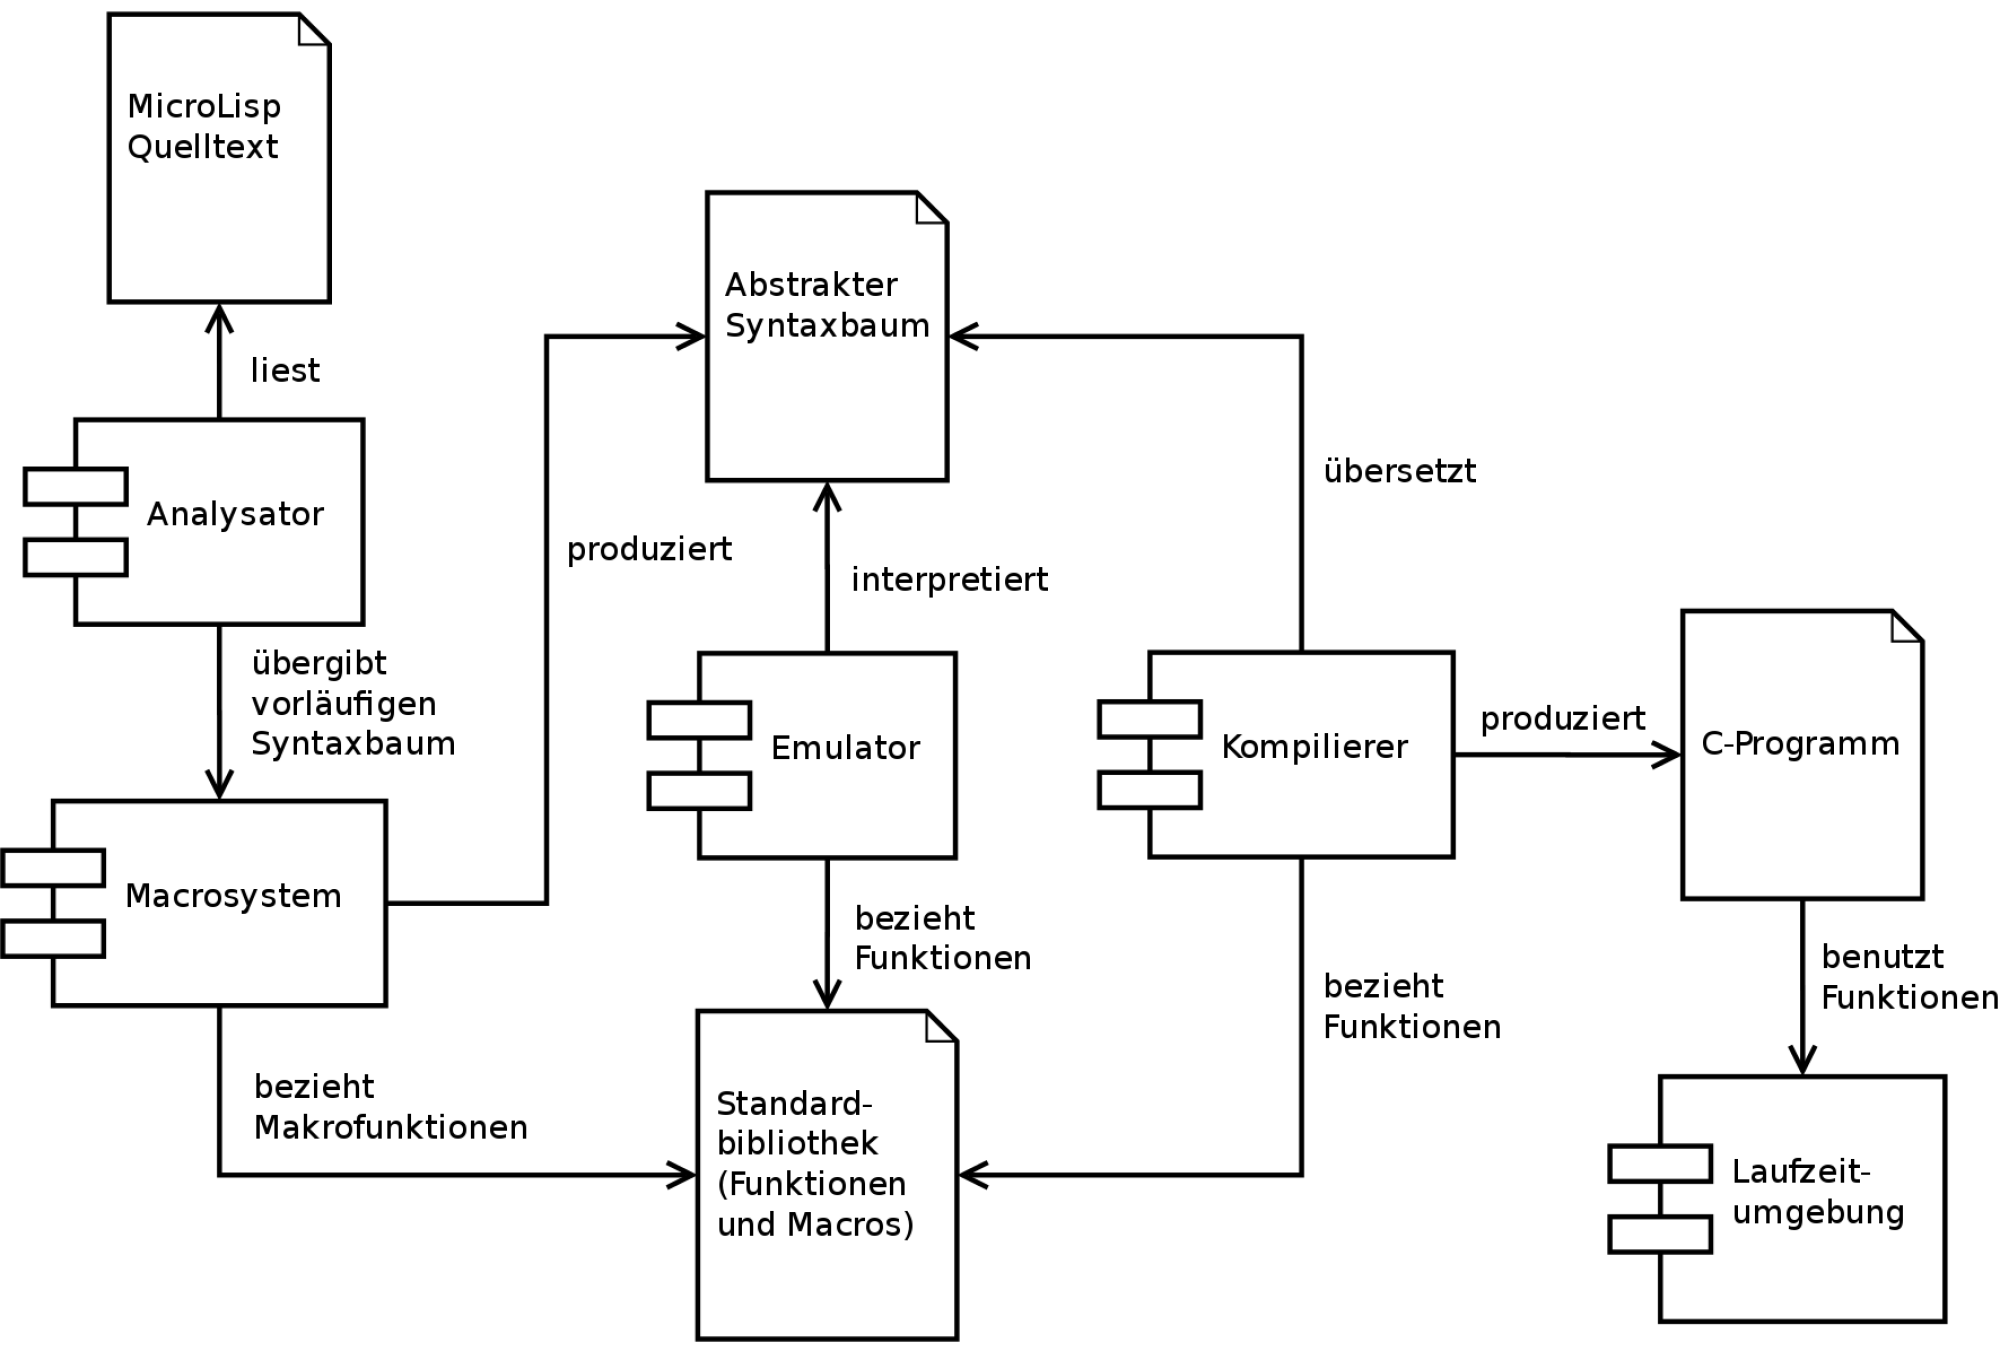 MicroLisp
Quelltext
liest
Analysator
übergibt
vorläufigen
Syntaxbaum
Macrosystem
bezieht
Makrofunktionen
produziert
Abstrakter
Syntaxbaum
interpretiert
Emulator
bezieht
Funktionen
Standard-
bibliothek
(Funktionen
und Macros)
übersetzt
Kompilierer
bezieht
Funktionen
produziert
C-Programm
benutzt
Funktionen
Laufzeit-
umgebung